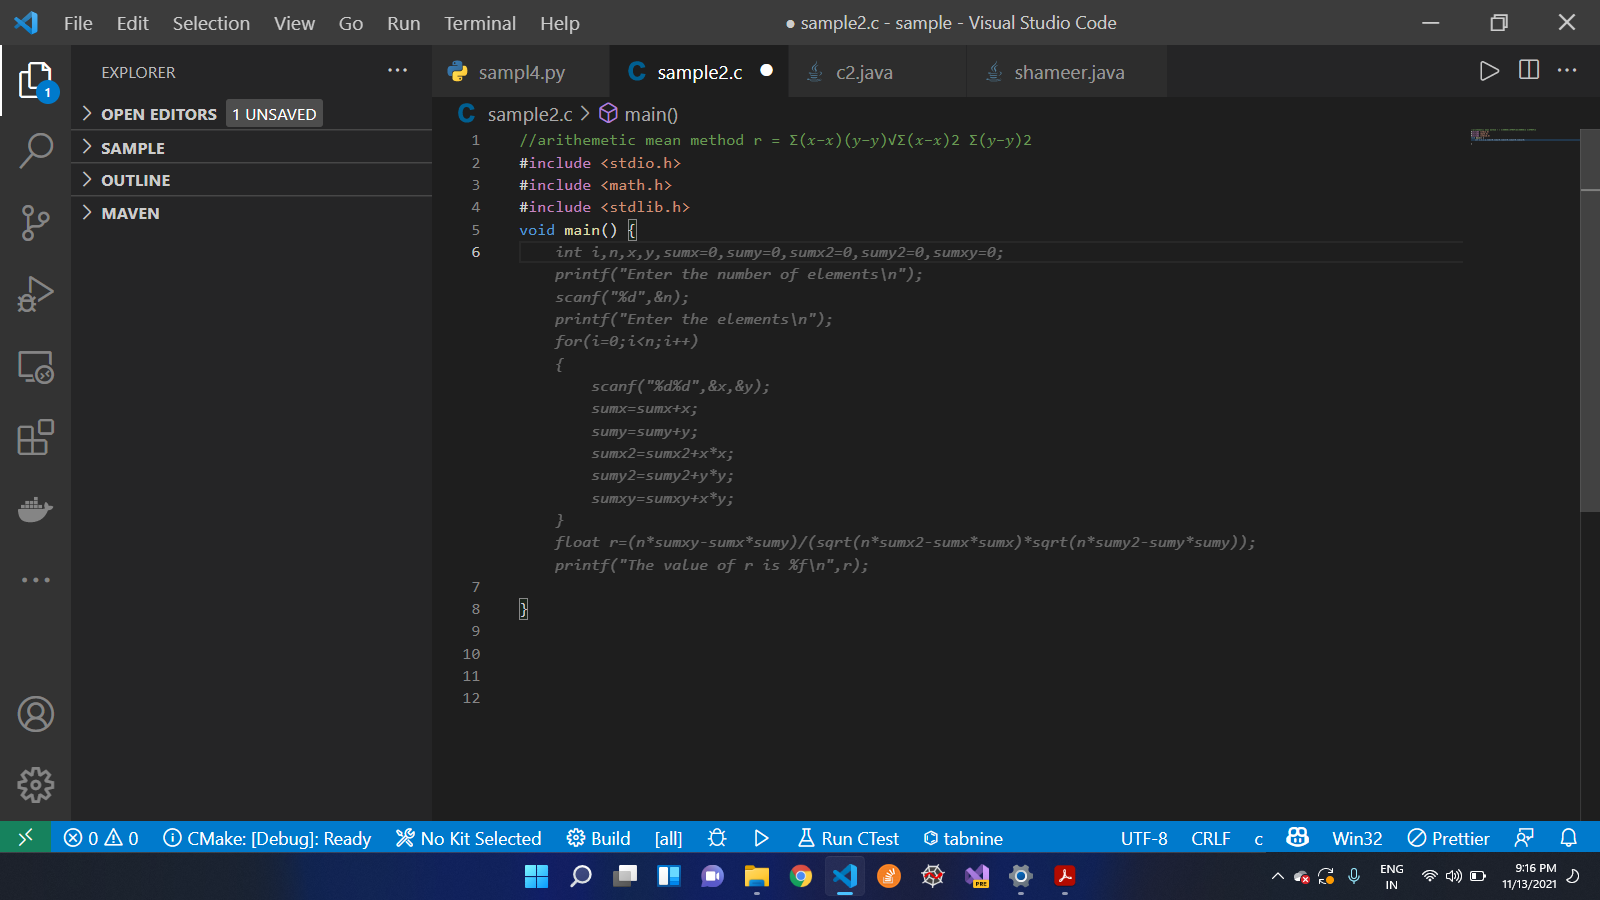 File Edit Selection View Go Run Terminal Help
● sample2.c - sample - Visual Studio Code
EXPLORER
1
OPEN EDITORS 1 UNSAVED
SAMPLE
OUTLINE
MAVEN
sampl4.py
sample2.c
c2.java
shameer.java
sample2.c > main()
1 //arithemetic mean method r = Σ(x-x)(y-y)√Σ(x-x)2 Σ(y-y)2
2 #include <stdio.h>
3 #include <math.h>
4 #include <stdlib.h>
5 void main() {
6 int i,n,x,y,sumx=0,sumy=0,sumx2=0,sumy2=0,sumxy=0;
printf("Enter the number of elements\n");
scanf("%d",&n);
printf("Enter the elements\n");
for(i=0;i<n;i++)
{
scanf("%d%d",&x,&y);
sumx=sumx+x;
sumy=sumy+y;
sumx2=sumx2+x*x;
sumy2=sumy2+y*y;
sumxy=sumxy+x*y;
}
float r=(n*sumxy-sumx*sumy)/(sqrt(n*sumx2-sumx*sumx)*sqrt(n*sumy2-sumy*sumy));
printf("The value of r is %f\n",r);
7
8 }
9
10
11
12
0 0 CMake: [Debug]: Ready No Kit Selected Build [all] Run CTest tabnine UTF-8 CRLF c Win32 Prettier
PRE
ENG
IN
9:16 PM
11/13/2021